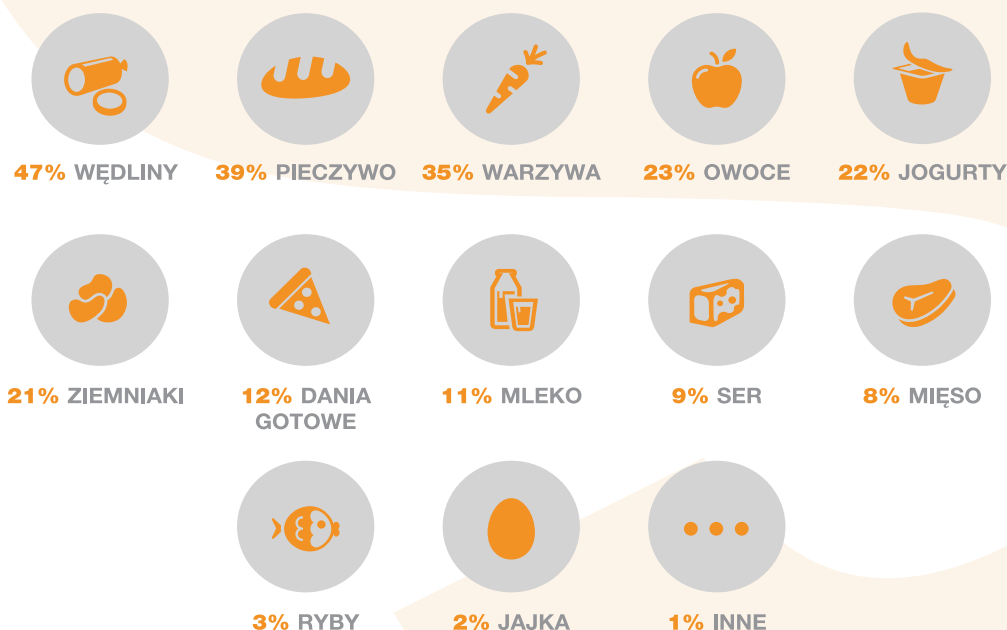 47% WĘDLINY
39% PIECZYWO
35% WARZYWA
23% OWOCE
22% JOGURTY
21% ZIEMNIAKI
12% DANIA
GOTOWE
11% MLEKO
9% SER
8% MIĘSO
3% RYBY
2% JAJKA
1% INNE